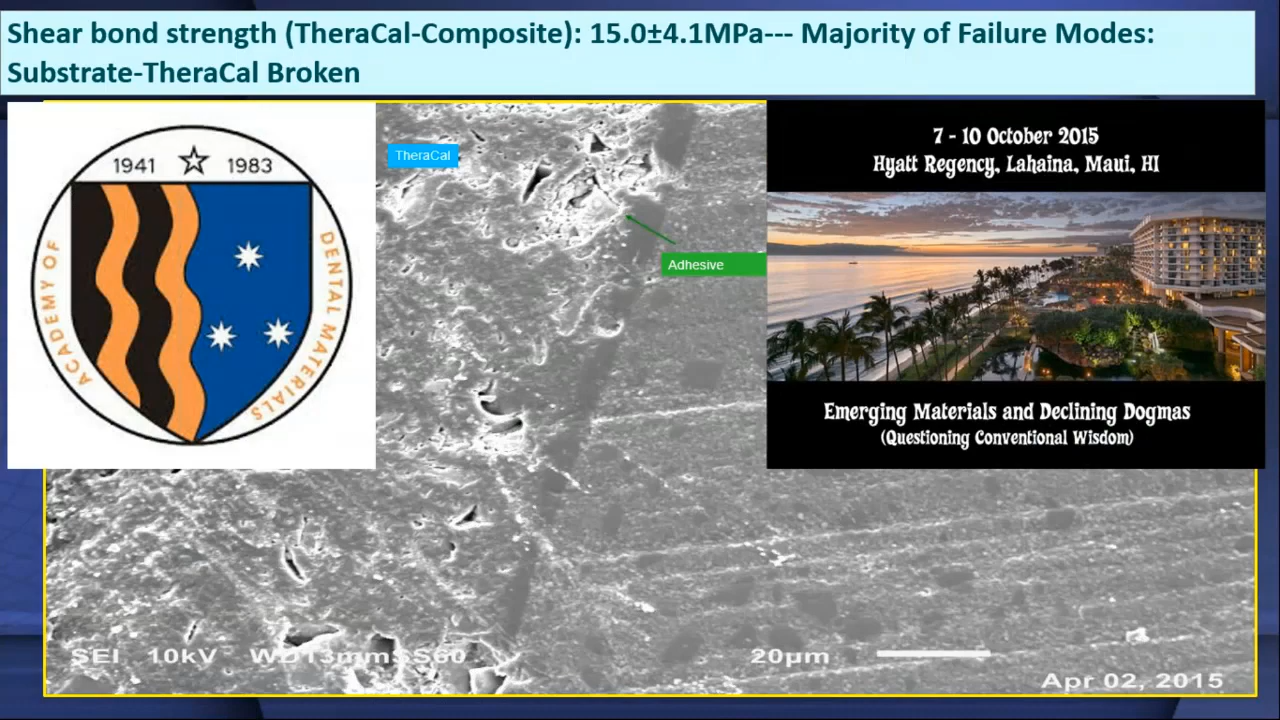 Shear bond strength (TheraCal-Composite): 15.0±4.1MPa--- Majority of Failure Modes:
Substrate-TheraCal Broken
1941 1983
ACADEMY OF DENTAL MATERIALS
TheraCal
Adhesive
7 - 10 October 2015
Hyatt Regency, Lahaina, Maui, HI
Emerging Materials and Declining Dogmas
(Questioning Conventional Wisdom)
SEI 10kV WD13mmSS60 20μm
Apr 02, 2015